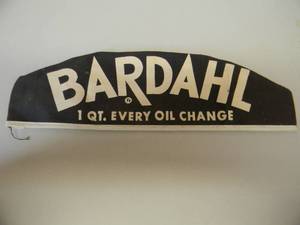 BARDAHL
1 QT. EVERY OIL CHANGE